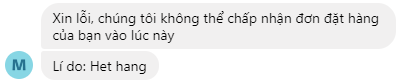 Xin lỗi, chúng tôi không thể chấp nhận đơn đặt hàng
của bạn vào lúc này
M
Lí do: Het hang